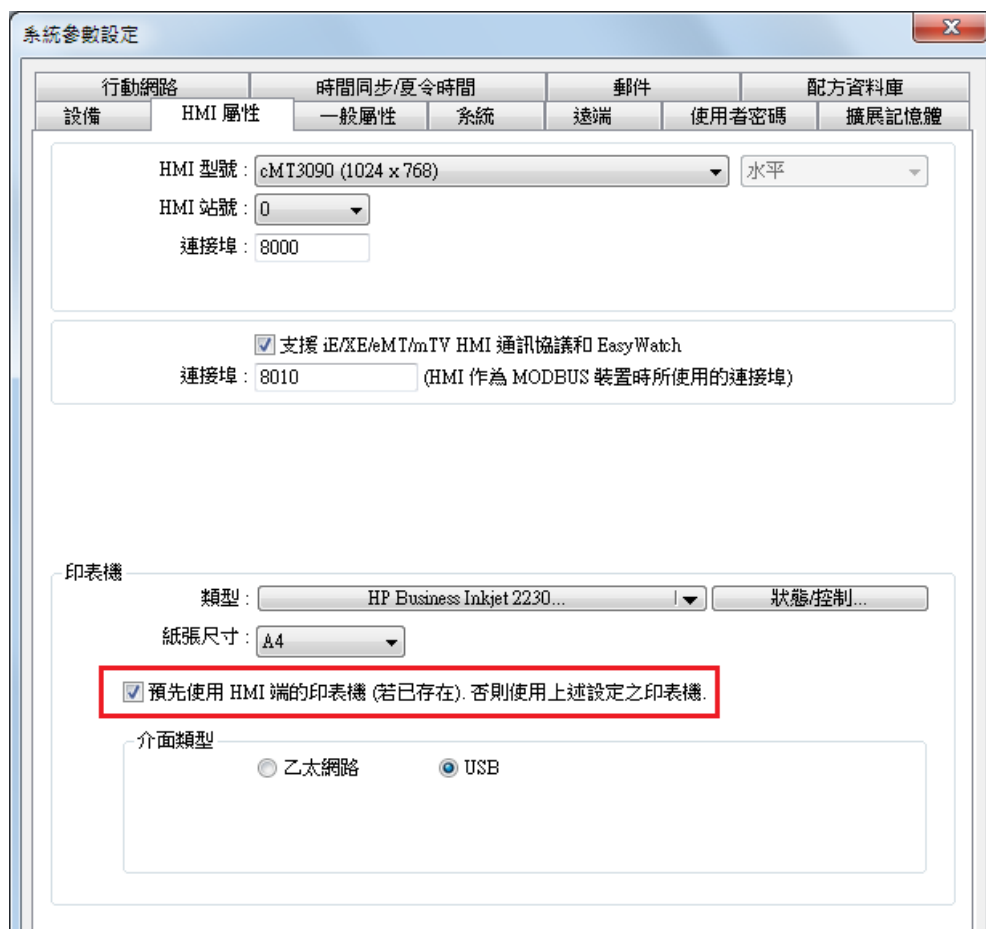 系統參數設定
行動網路 時間同步/夏令時間 郵件 配方資料庫
設備 HMI 屬性 一般屬性 系統 遠端 使用者密碼 擴展記憶體
HMI 型號 : cMT3090 (1024 x 768) 水平
HMI 站號 : 0
連接埠 : 8000
支援 iE/XE/eMT/mTV HMI 通訊協議和 EasyWatch
連接埠 : 8010 (HMI 作為 MODBUS 裝置時所使用的連接埠)
印表機
類型 : HP Business Inkjet 2230... 狀態/控制...
紙張尺寸 : A4
預先使用 HMI 端的印表機 (若已存在). 否則使用上述設定之印表機.
介面類型
乙太網路 USB